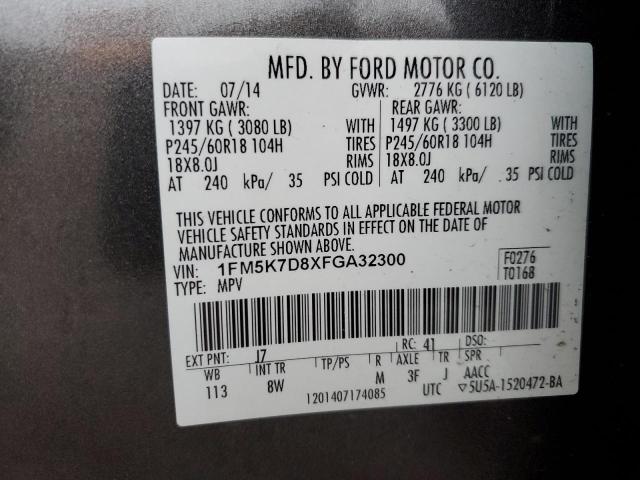 MFD. BY FORD MOTOR CO.
DATE: 07/14 GVWR: 2776 KG ( 6120 LB)
FRONT GAWR: REAR GAWR:
1397 KG ( 3080 LB) WITH 1497 KG ( 3300 LB) WITH
P245/60R18 104H TIRES P245/60R18 104H TIRES
18X8.0J RIMS 18X8.0J RIMS
AT 240 kPa/ 35 PSI COLD AT 240 kPa/ 35 PSI COLD
THIS VEHICLE CONFORMS TO ALL APPLICABLE FEDERAL MOTOR
VEHICLE SAFETY STANDARDS IN EFFECT ON THE DATE OF
MANUFACTURE SHOWN ABOVE.
VIN: 1FM5K7D8XFGA32300 F0276
TYPE: MPV T0168
EXT PNT: J7 RC: 41 DSO:
WB INT TR TP/PS R AXLE TR SPR
113 8W M 3F J AACC
1201407174085 UTC ▽5U5A-1520472-BA